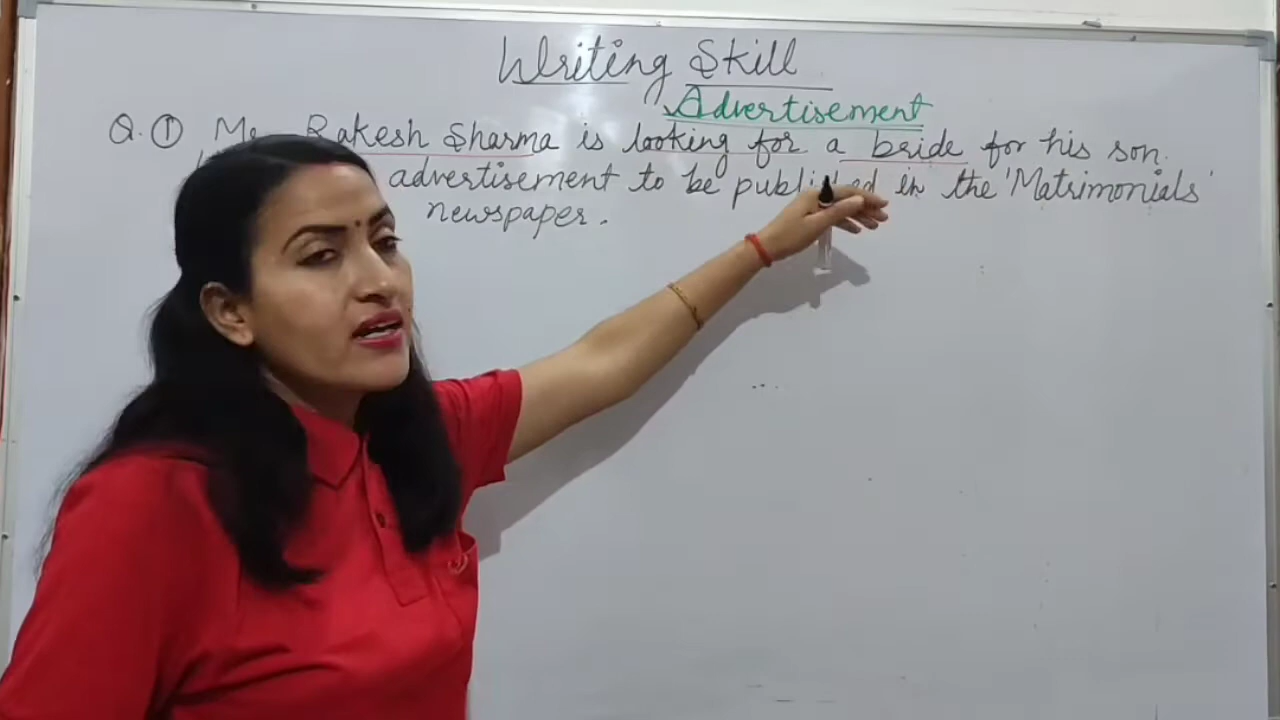 Writing Skill
Advertisement
Q. ① Mr. Rakesh Sharma is looking for a bride for his son.
advertisement to be published in the 'Matrimonials'
newspaper.